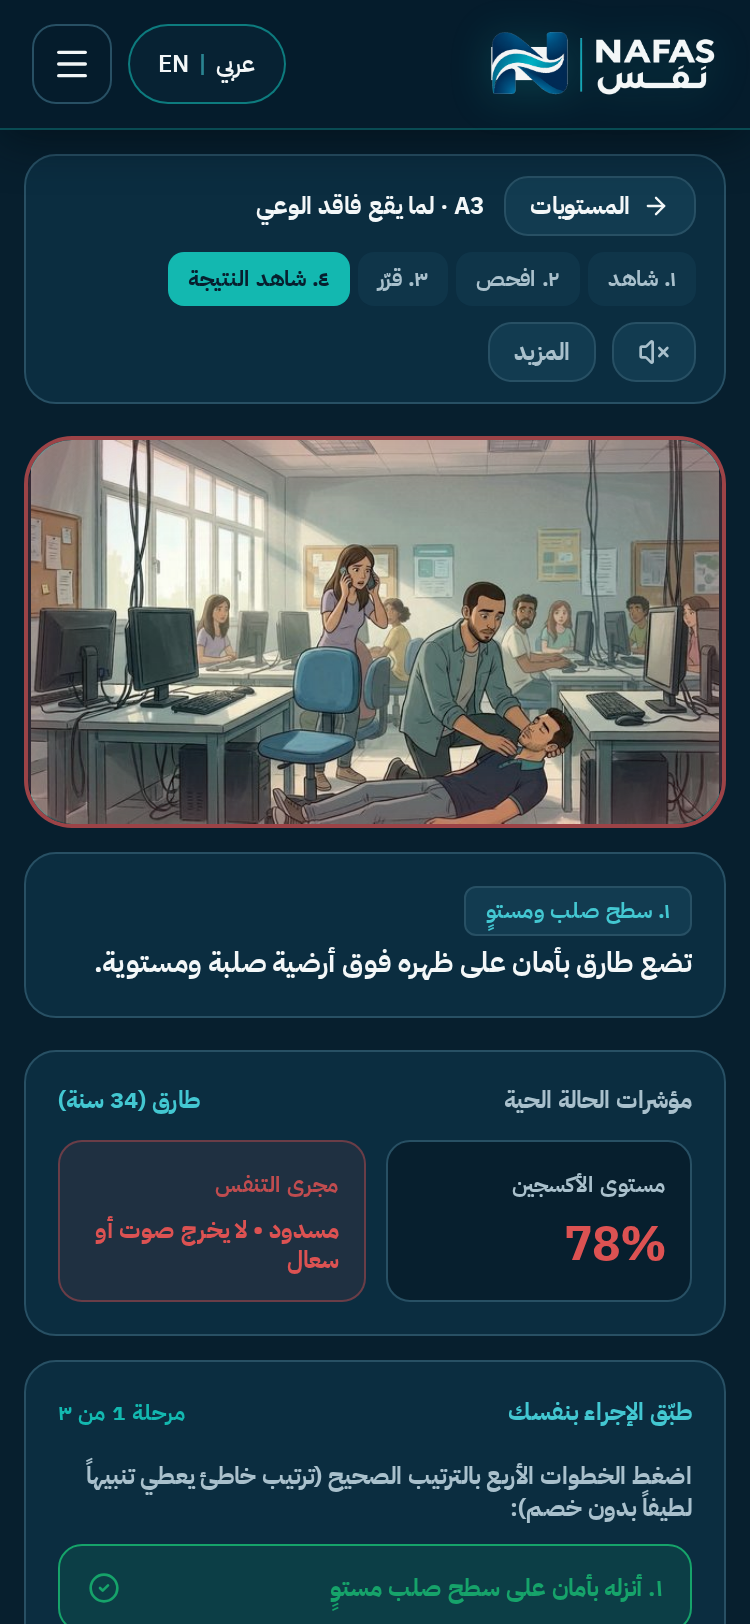 NAFAS
نَفَس
عربي | EN
المستويات
A3 · لما يقع فاقد الوعي
١. شاهد
٢. افحص
٣. قرّر
٤. شاهد النتيجة
المزيد
١. سطح صلب ومستوٍ
تضع طارق بأمان على ظهره فوق أرضية صلبة ومستوية.
مؤشرات الحالة الحية
طارق (34 سنة)
مستوى الأكسجين
78%
مجرى التنفس
مسدود • لا يخرج صوت أو
سعال
طبّق الإجراء بنفسك
مرحلة 1 من ٣
اضغط الخطوات الأربع بالترتيب الصحيح (ترتيب خاطئ يعطي تنبيهاً
لطيفاً بدون خصم):
١. أنزله بأمان على سطح صلب مستوٍ